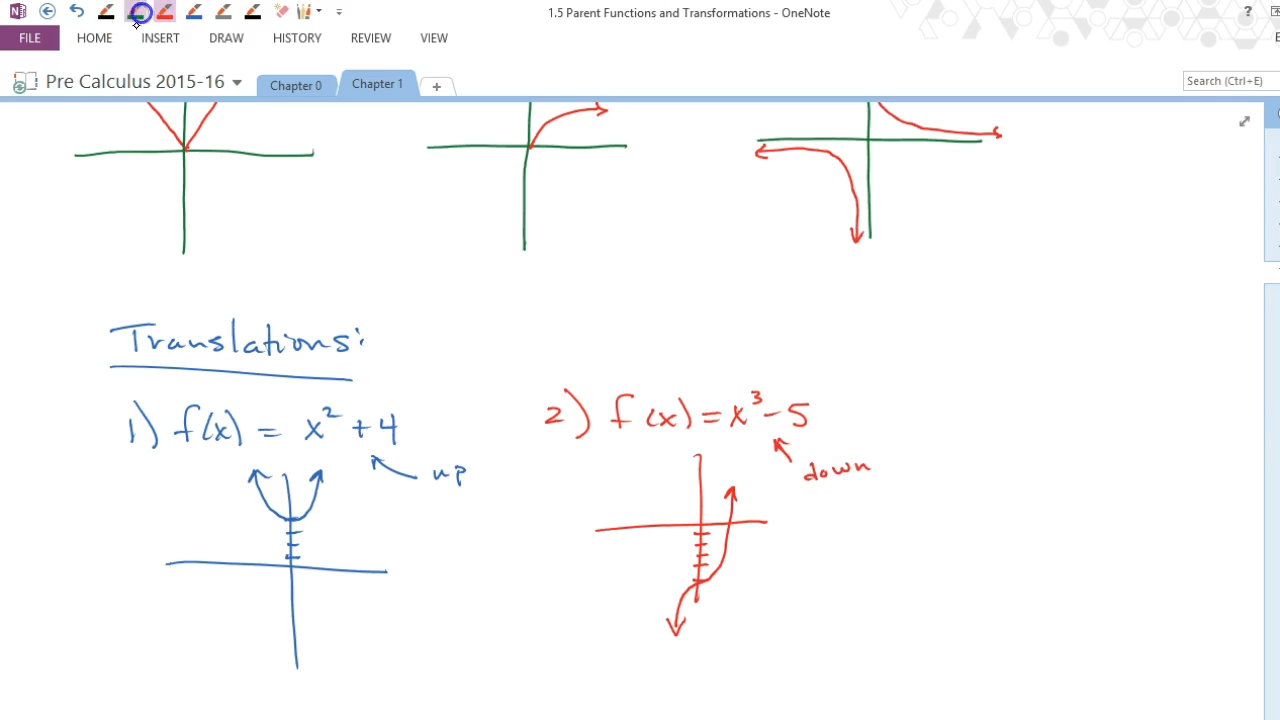 1.5 Parent Functions and Transformations - OneNote
?
FILE HOME INSERT DRAW HISTORY REVIEW VIEW
Pre Calculus 2015-16 Chapter 0 Chapter 1 + Search (Ctrl+E)
Translations:
1) f(x) = x² + 4
up
2) f(x) = x³ - 5
down